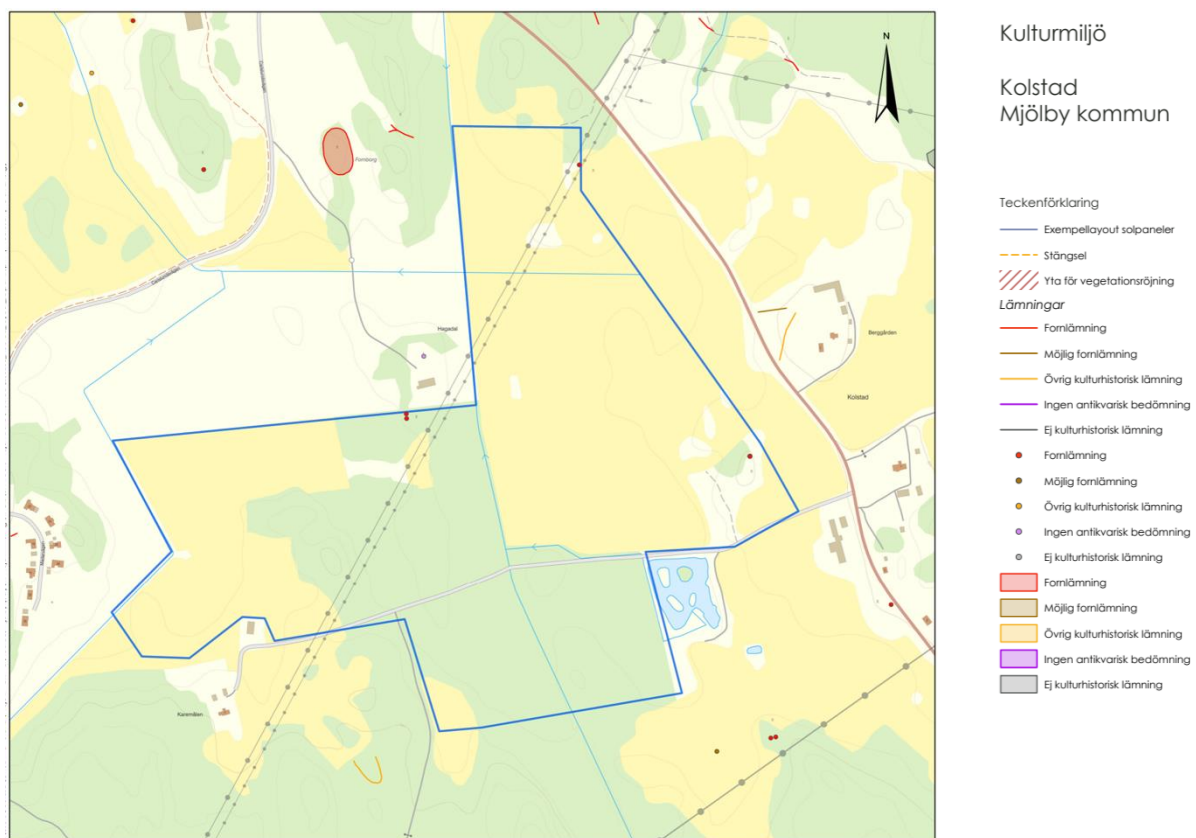 Kulturmiljö
Kolstad
Mjölby kommun
Teckenförklaring
Exempellayout solpaneler
Stängsel
Yta för vegetationsröjning
Lämningar
Fornlämning
Möjlig fornlämning
Övrig kulturhistorisk lämning
Ingen antikvarisk bedömning
Ej kulturhistorisk lämning
Fornlämning
Möjlig fornlämning
Övrig kulturhistorisk lämning
Ingen antikvarisk bedömning
Ej kulturhistorisk lämning
Fornlämning
Möjlig fornlämning
Övrig kulturhistorisk lämning
Ingen antikvarisk bedömning
Ej kulturhistorisk lämning
N
Fornborg
Hagadal
Berggården
Kolstad